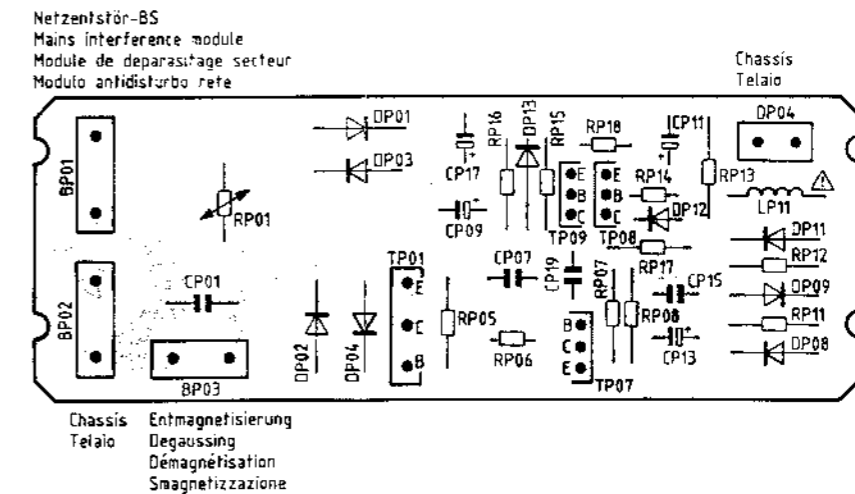 Netzentstör-BS
Mains interference module
Module de deparasitage secteur
Modulo antidisturbo rete
Chassis
Telaio
BP01
DP01
DP03
RP01
CP17
RP16
DP13
RP15
RP18
CP11
DP04
RP13
RP14
LP11
DP12
CP09
E
B
C
TP09
E
B
C
TP08
RP17
DP11
RP12
DP09
RP11
DP08
BP02
CP01
BP03
DP02
DP04
TP01
E
C
B
RP05
CP07
RP06
CP19
RP07
RP08
CP15
CP13
B
C
E
TP07
Chassis Entmagnetisierung
Telaio Degaussing
Démagnétisation
Smagnetizzazione